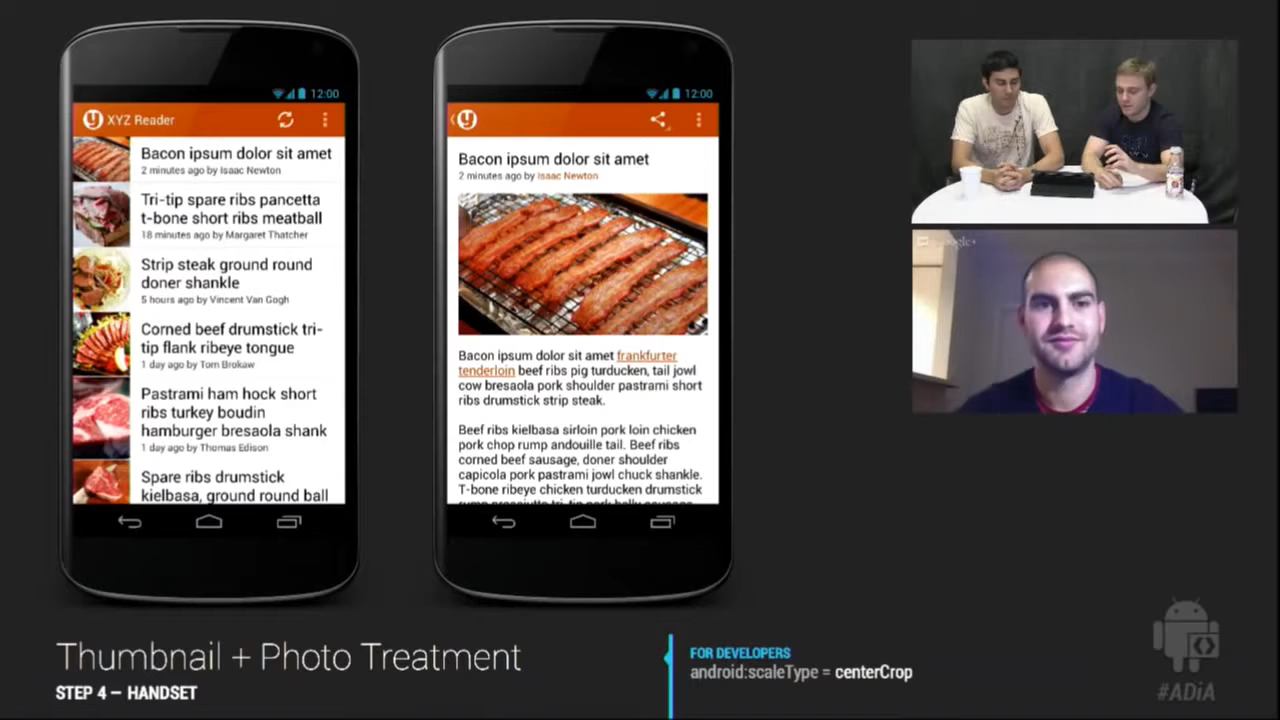 12:00
XYZ Reader
Bacon ipsum dolor sit amet
2 minutes ago by Isaac Newton
Tri-tip spare ribs pancetta
t-bone short ribs meatball
18 minutes ago by Margaret Thatcher
Strip steak ground round
doner shankle
5 hours ago by Vincent Van Gogh
Corned beef drumstick tri-
tip flank ribeye tongue
1 day ago by Tom Brokaw
Pastrami ham hock short
ribs turkey boudin
hamburger bresaola shank
1 day ago by Thomas Edison
Spare ribs drumstick
kielbasa, ground round ball
12:00
Bacon ipsum dolor sit amet
2 minutes ago by Isaac Newton
Bacon ipsum dolor sit amet frankfurter
tenderloin beef ribs pig turducken, tail jowl
cow bresaola pork shoulder pastrami short
ribs drumstick strip steak.
Beef ribs kielbasa sirloin pork loin chicken
pork chop rump andouille tail. Beef ribs
corned beef sausage, doner shoulder
capicola pork pastrami jowl chuck shankle.
T-bone ribeye chicken turducken drumstick
Thumbnail + Photo Treatment
STEP 4 – HANDSET
FOR DEVELOPERS
android:scaleType = centerCrop
#ADiA